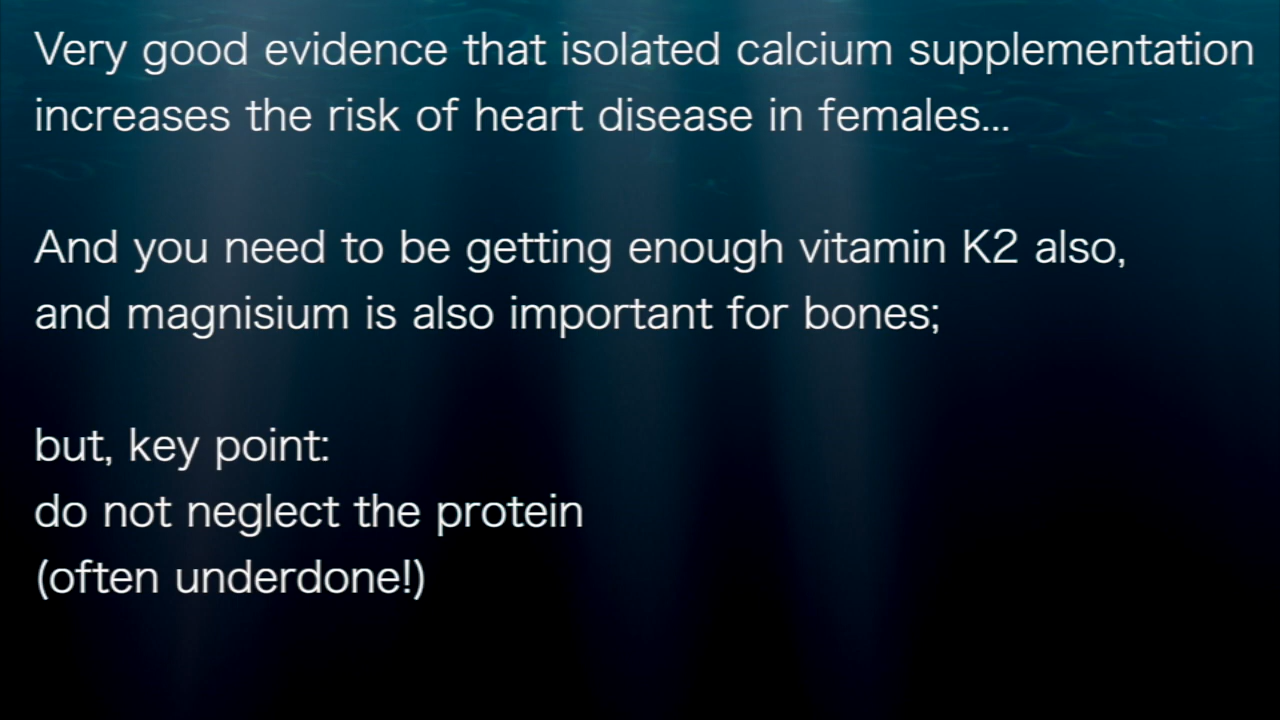 Very good evidence that isolated calcium supplementation
increases the risk of heart disease in females...
And you need to be getting enough vitamin K2 also,
and magnisium is also important for bones;
but, key point:
do not neglect the protein
(often underdone!)